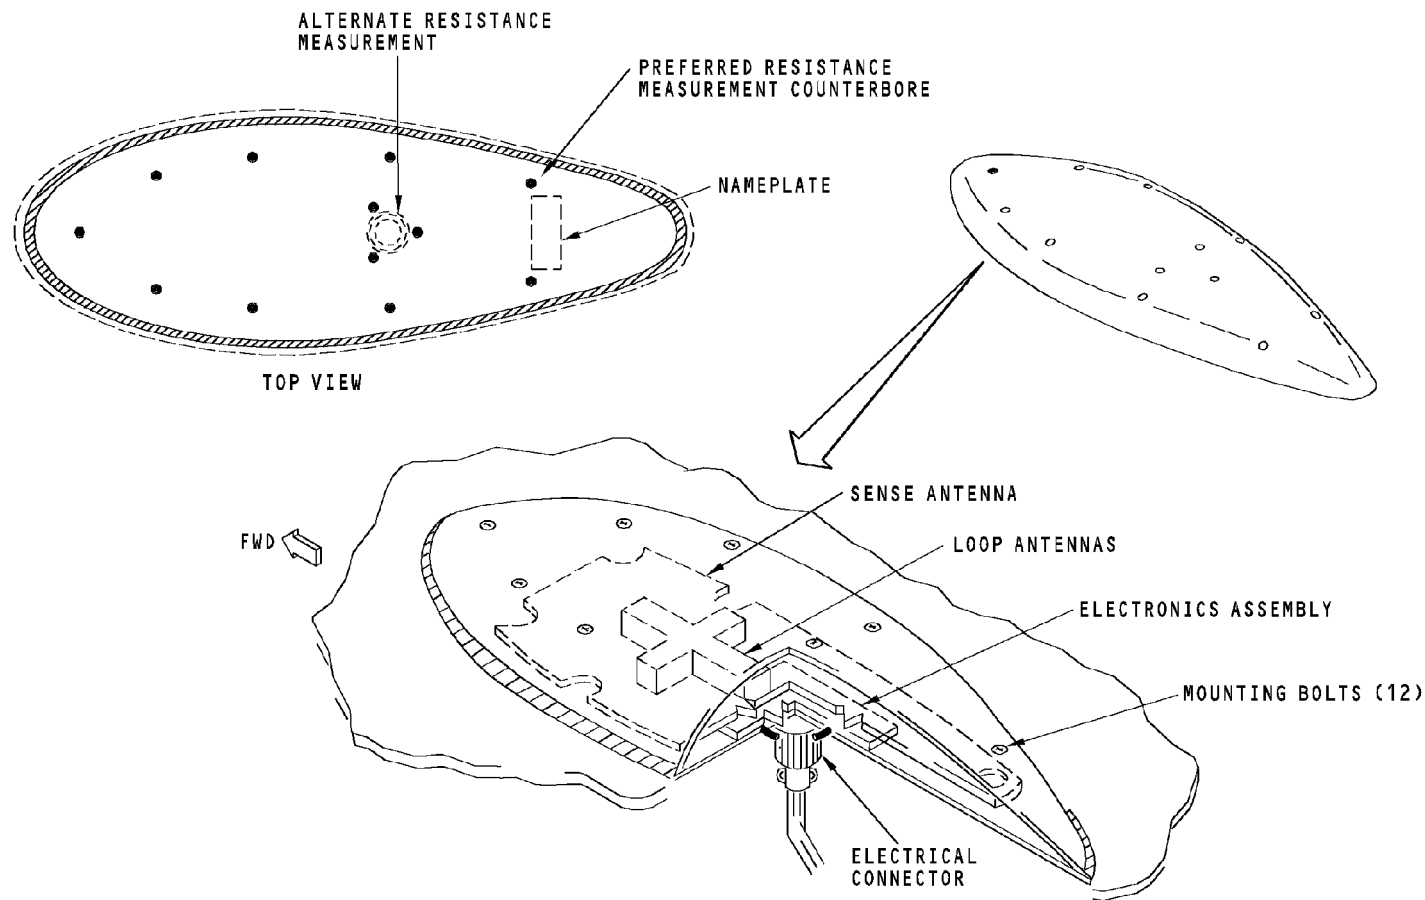 ALTERNATE RESISTANCE
MEASUREMENT
PREFERRED RESISTANCE
MEASUREMENT COUNTERBORE
NAMEPLATE
TOP VIEW
SENSE ANTENNA
FWD
LOOP ANTENNAS
ELECTRONICS ASSEMBLY
MOUNTING BOLTS (12)
ELECTRICAL
CONNECTOR